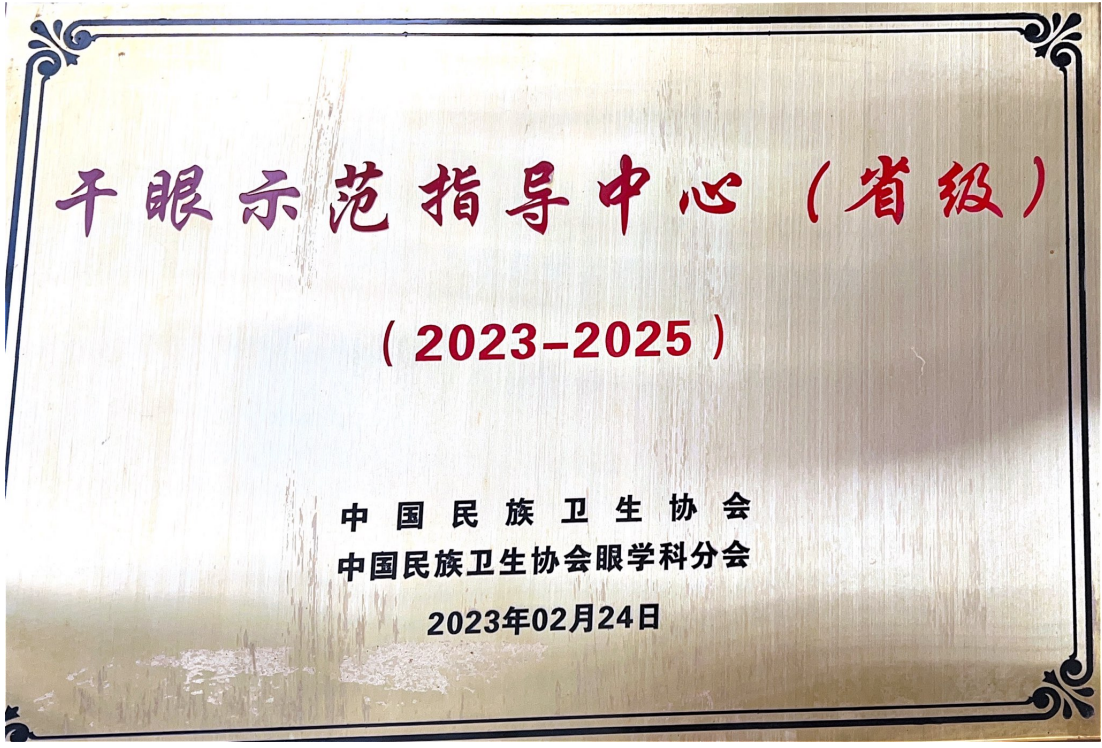 干眼示范指导中心（省级）
（2023-2025）
中国民族卫生协会
中国民族卫生协会眼学科分会
2023年02月24日